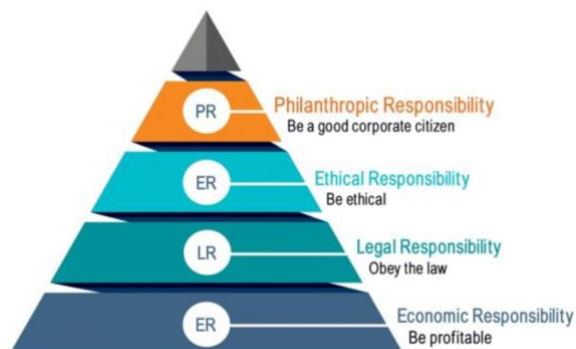 PR
Philanthropic Responsibility
Be a good corporate citizen
ER
Ethical Responsibility
Be ethical
LR
Legal Responsibility
Obey the law
ER
Economic Responsibility
Be profitable